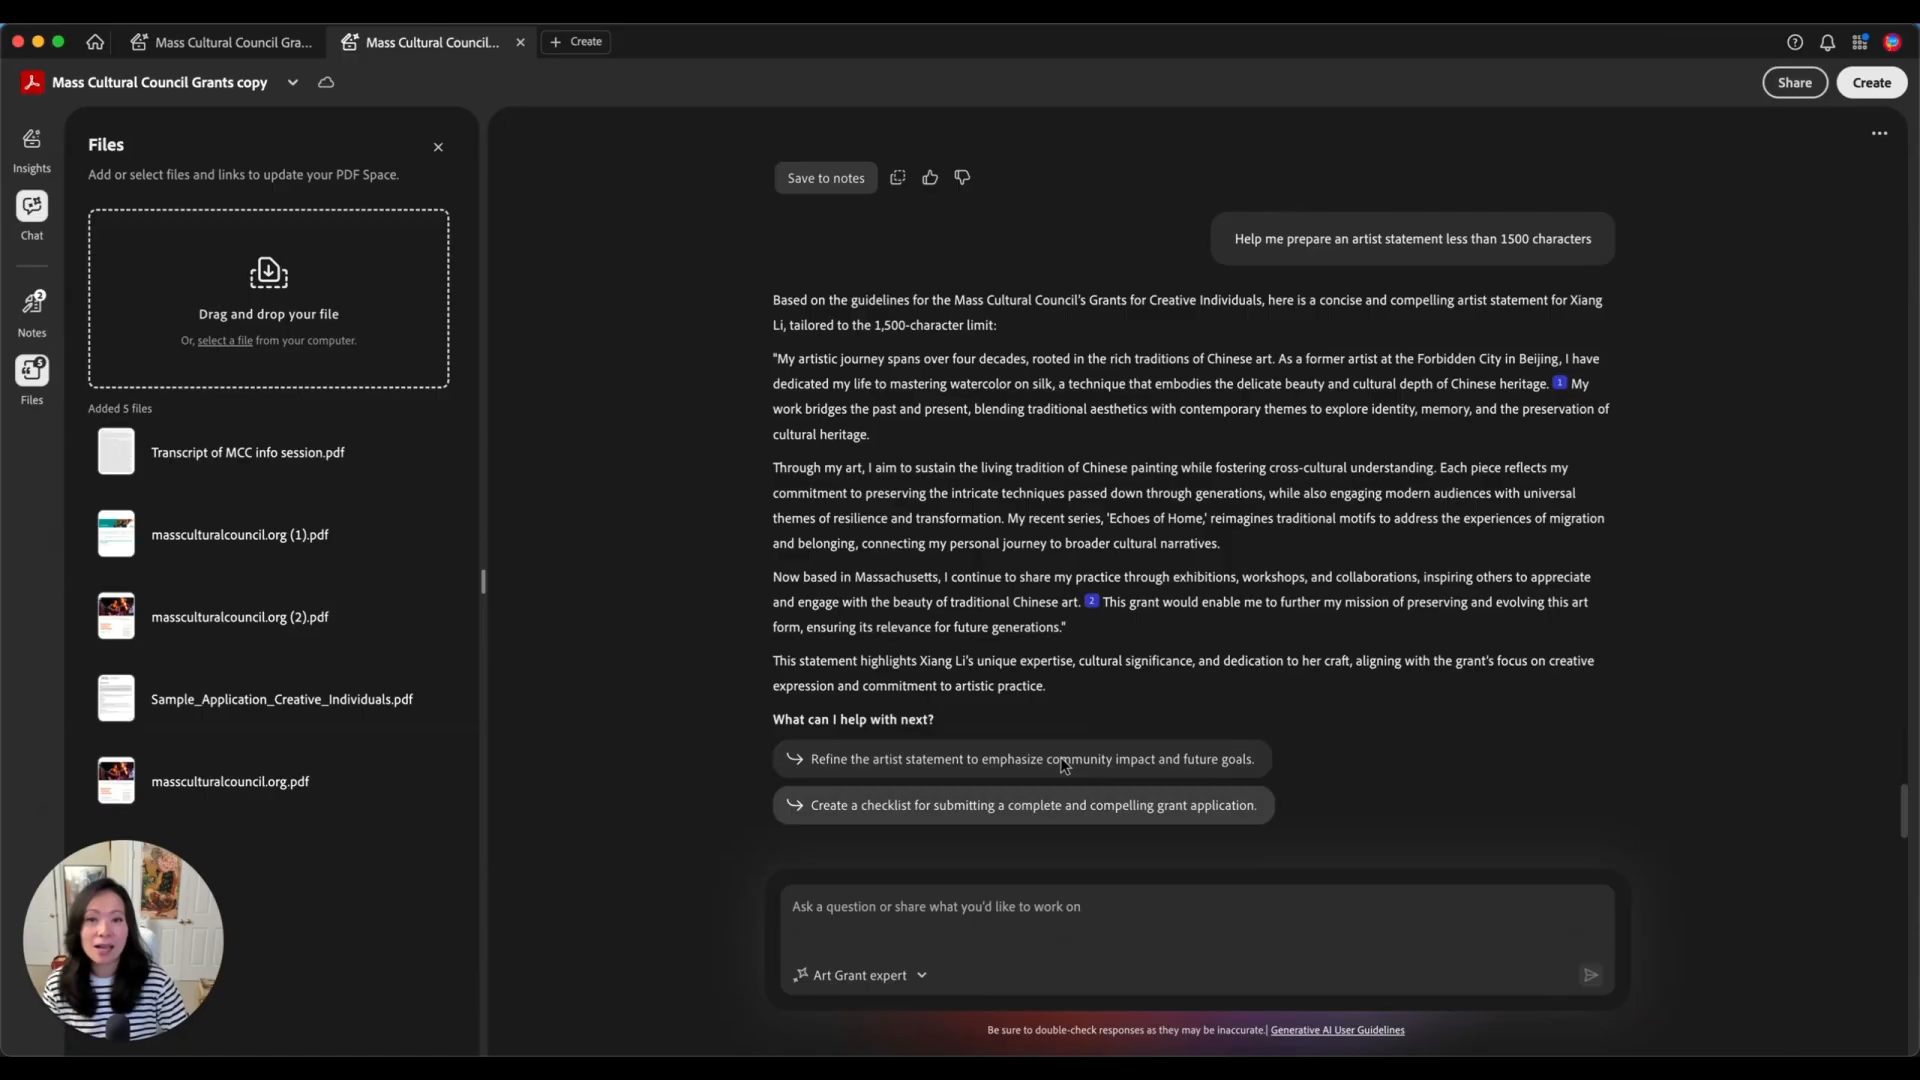 Mass Cultural Council Gra...
Mass Cultural Council...
Create
Mass Cultural Council Grants copy
Share
Create
Insights
Chat
2
Notes
5
Files
Files
Add or select files and links to update your PDF Space.
Drag and drop your file
Or, select a file from your computer.
Added 5 files
Transcript of MCC info session.pdf
massculturalcouncil.org (1).pdf
massculturalcouncil.org (2).pdf
Sample_Application_Creative_Individuals.pdf
massculturalcouncil.org.pdf
Save to notes
Help me prepare an artist statement less than 1500 characters
Based on the guidelines for the Mass Cultural Council's Grants for Creative Individuals, here is a concise and compelling artist statement for Xiang
Li, tailored to the 1,500-character limit:
"My artistic journey spans over four decades, rooted in the rich traditions of Chinese art. As a former artist at the Forbidden City in Beijing, I have
dedicated my life to mastering watercolor on silk, a technique that embodies the delicate beauty and cultural depth of Chinese heritage. 1 My
work bridges the past and present, blending traditional aesthetics with contemporary themes to explore identity, memory, and the preservation of
cultural heritage.
Through my art, I aim to sustain the living tradition of Chinese painting while fostering cross-cultural understanding. Each piece reflects my
commitment to preserving the intricate techniques passed down through generations, while also engaging modern audiences with universal
themes of resilience and transformation. My recent series, 'Echoes of Home,' reimagines traditional motifs to address the experiences of migration
and belonging, connecting my personal journey to broader cultural narratives.
Now based in Massachusetts, I continue to share my practice through exhibitions, workshops, and collaborations, inspiring others to appreciate
and engage with the beauty of traditional Chinese art. 2 This grant would enable me to further my mission of preserving and evolving this art
form, ensuring its relevance for future generations."
This statement highlights Xiang Li's unique expertise, cultural significance, and dedication to her craft, aligning with the grant's focus on creative
expression and commitment to artistic practice.
What can I help with next?
Refine the artist statement to emphasize community impact and future goals.
Create a checklist for submitting a complete and compelling grant application.
Ask a question or share what you'd like to work on
Art Grant expert
Be sure to double-check responses as they may be inaccurate.| Generative AI User Guidelines